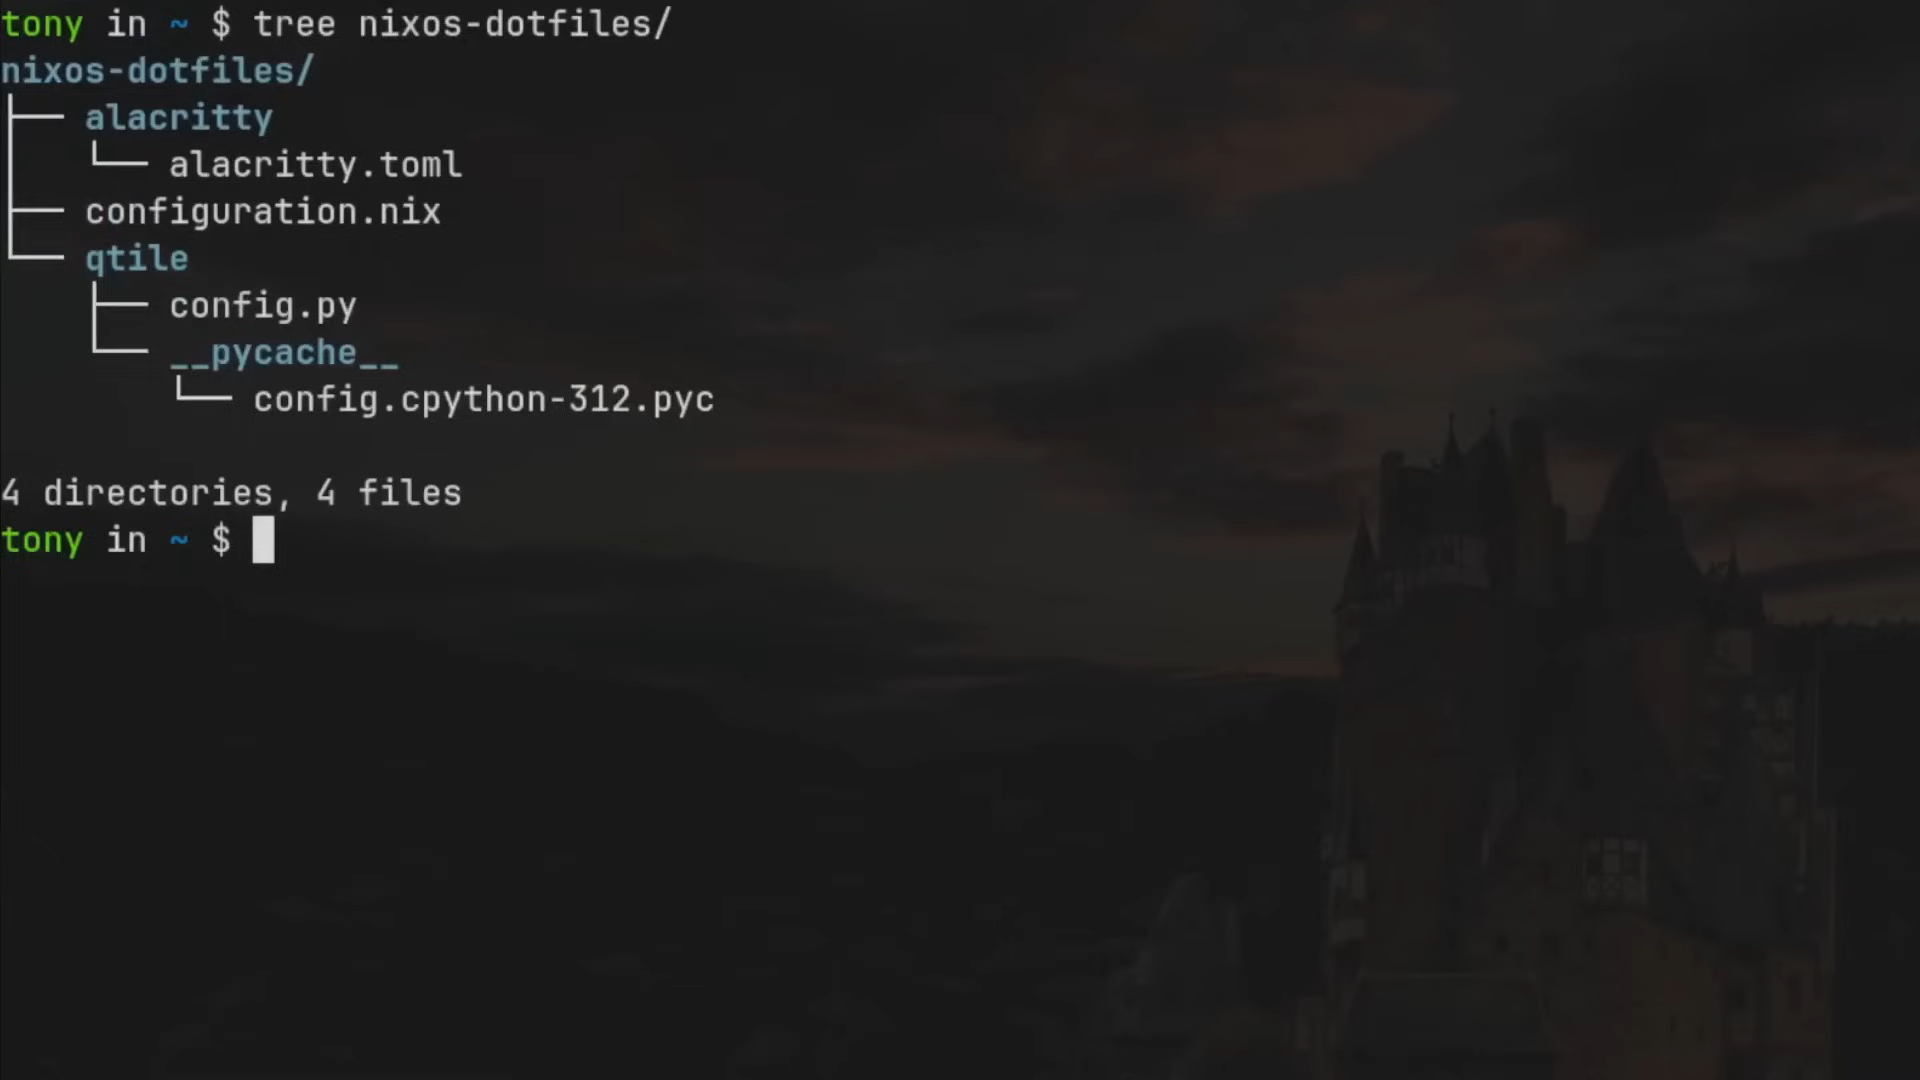 tony in ~ $ tree nixos-dotfiles/
nixos-dotfiles/
├── alacritty
│   └── alacritty.toml
├── configuration.nix
└── qtile
    ├── config.py
    └── __pycache__
        └── config.cpython-312.pyc

4 directories, 4 files
tony in ~ $